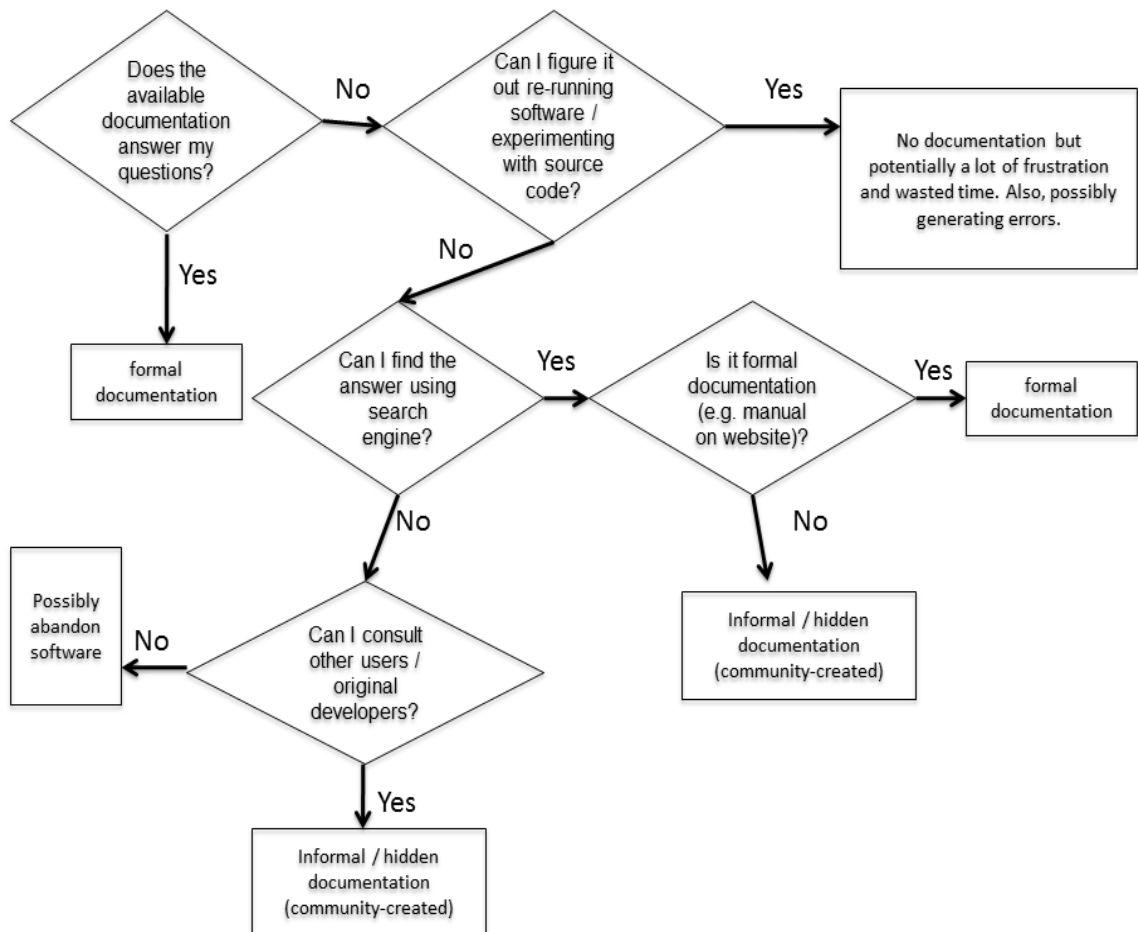 Does the
available
documentation
answer my
questions?
No
Can I figure it
out re-running
software /
experimenting
with source
code?
Yes
No documentation but
potentially a lot of frustration
and wasted time. Also, possibly
generating errors.
Yes
formal
documentation
No
Can I find the
answer using
search
engine?
Yes
Is it formal
documentation
(e.g. manual
on website)?
Yes
formal
documentation
No
Informal / hidden
documentation
(community-created)
No
Can I consult
other users /
original
developers?
No
Possibly
abandon
software
Yes
Informal / hidden
documentation
(community-created)